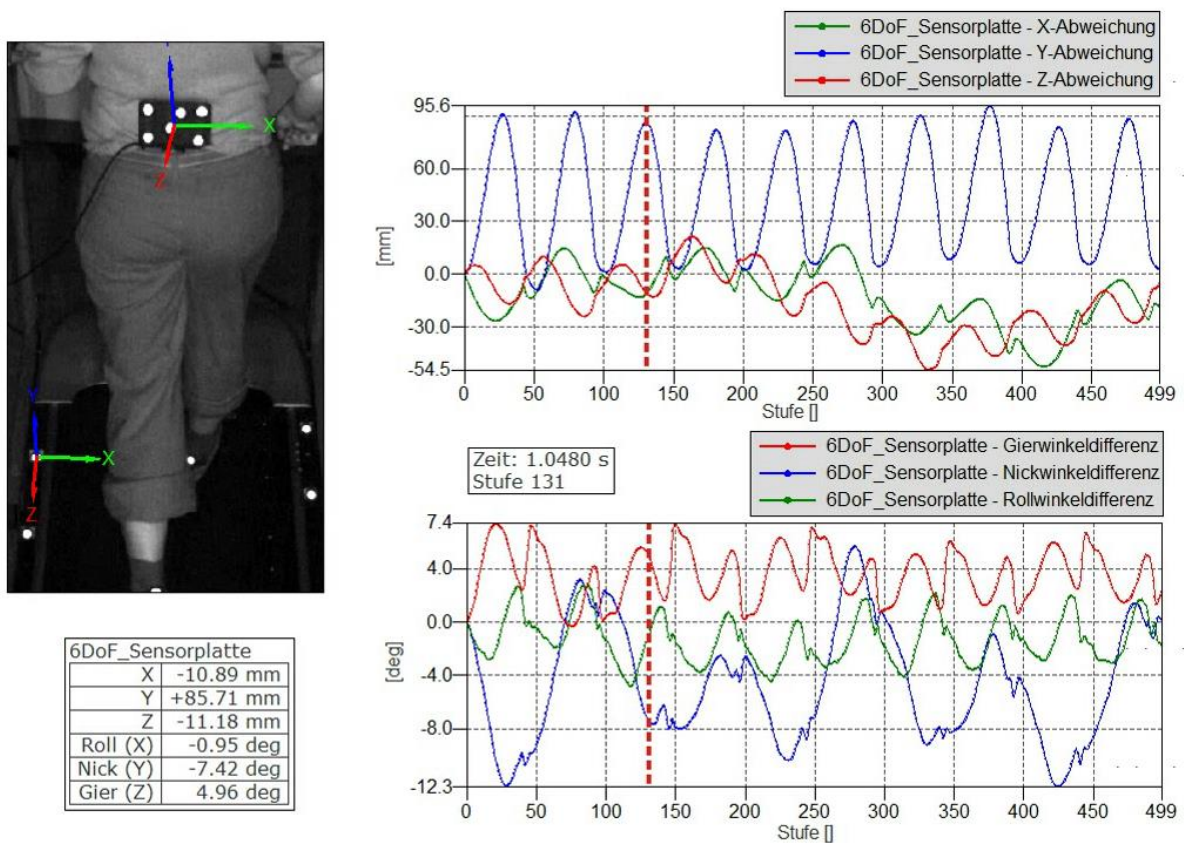 6DoF_Sensorplatte - X-Abweichung
6DoF_Sensorplatte - Y-Abweichung
6DoF_Sensorplatte - Z-Abweichung
Y
X
Z
Y
X
Z
95.6
60.0
30.0
0.0
-30.0
-54.5
[mm]
0 50 100 150 200 250 300 350 400 450 499
Stufe []
Zeit: 1.0480 s
Stufe 131
6DoF_Sensorplatte - Gierwinkeldifferenz
6DoF_Sensorplatte - Nickwinkeldifferenz
6DoF_Sensorplatte - Rollwinkeldifferenz
7.4
4.0
0.0
-4.0
-8.0
-12.3
[deg]
0 50 100 150 200 250 300 350 400 450 499
Stufe []
6DoF_Sensorplatte
X -10.89 mm
Y +85.71 mm
Z -11.18 mm
Roll (X) -0.95 deg
Nick (Y) -7.42 deg
Gier (Z) 4.96 deg